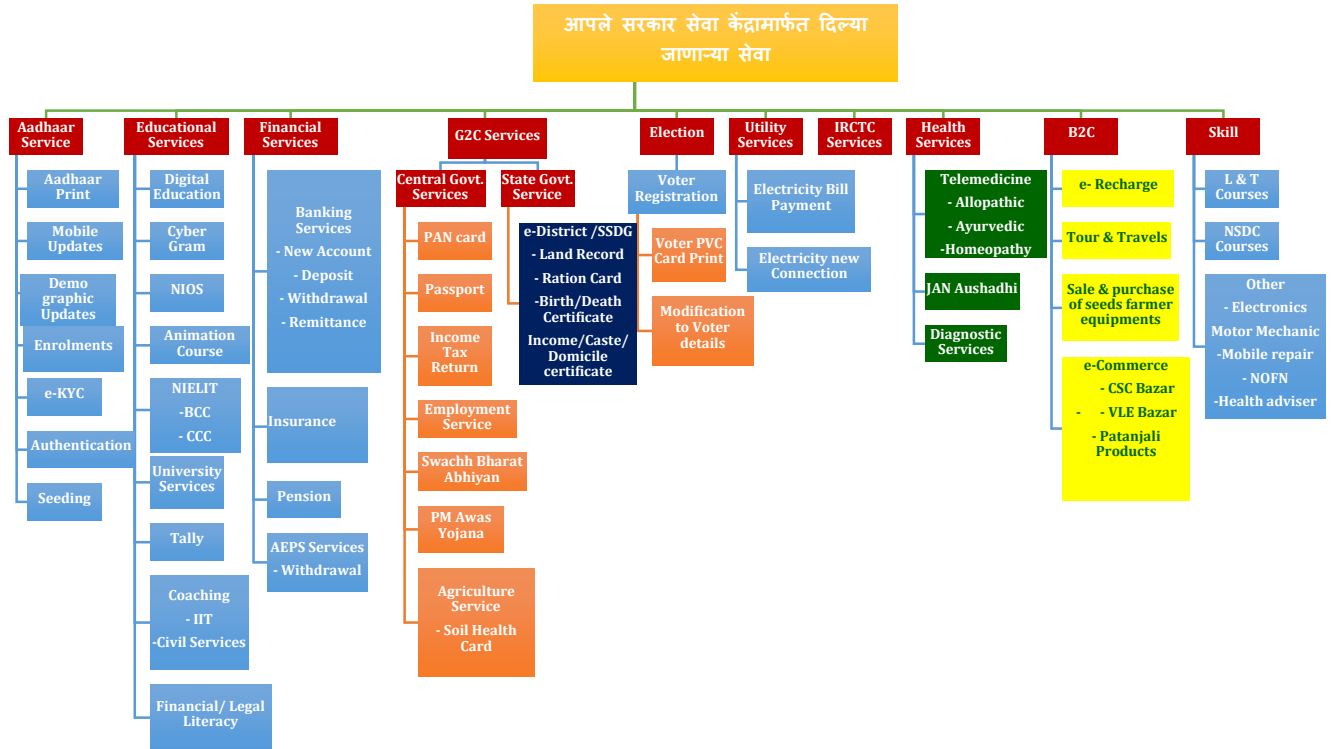 आपले सरकार सेवा केंद्रामार्फत दिल्या
जाणाऱ्या सेवा
Aadhaar
Service
Aadhaar
Print
Mobile
Updates
Demo
graphic
Updates
Enrolments
e-KYC
Authentication
Seeding
Educational
Services
Digital
Education
Cyber
Gram
NIOS
Animation
Course
NIELIT
-BCC
- CCC
University
Services
Tally
Coaching
- IIT
-Civil Services
Financial/ Legal
Literacy
Financial
Services
Banking
Services
- New Account
- Deposit
- Withdrawal
- Remittance
Insurance
Pension
AEPS Services
- Withdrawal
G2C Services
Central Govt.
Services
PAN card
Passport
Income
Tax
Return
Employment
Service
Swachh Bharat
Abhiyan
PM Awas
Yojana
Agriculture
Service
- Soil Health
Card
State Govt.
Service
e-District /SSDG
- Land Record
- Ration Card
-Birth/Death
Certificate
Income/Caste/
Domicile
certificate
Election
Voter
Registration
Voter PVC
Card Print
Modification
to Voter
details
Utility
Services
Electricity Bill
Payment
Electricity new
Connection
IRCTC
Services
Health
Services
Telemedicine
- Allopathic
- Ayurvedic
-Homeopathy
JAN Aushadhi
Diagnostic
Services
B2C
e- Recharge
Tour & Travels
Sale & purchase
of seeds farmer
equipments
e-Commerce
- CSC Bazar
- - VLE Bazar
- Patanjali
Products
Skill
L & T
Courses
NSDC
Courses
Other
- Electronics
Motor Mechanic
-Mobile repair
- NOFN
-Health adviser